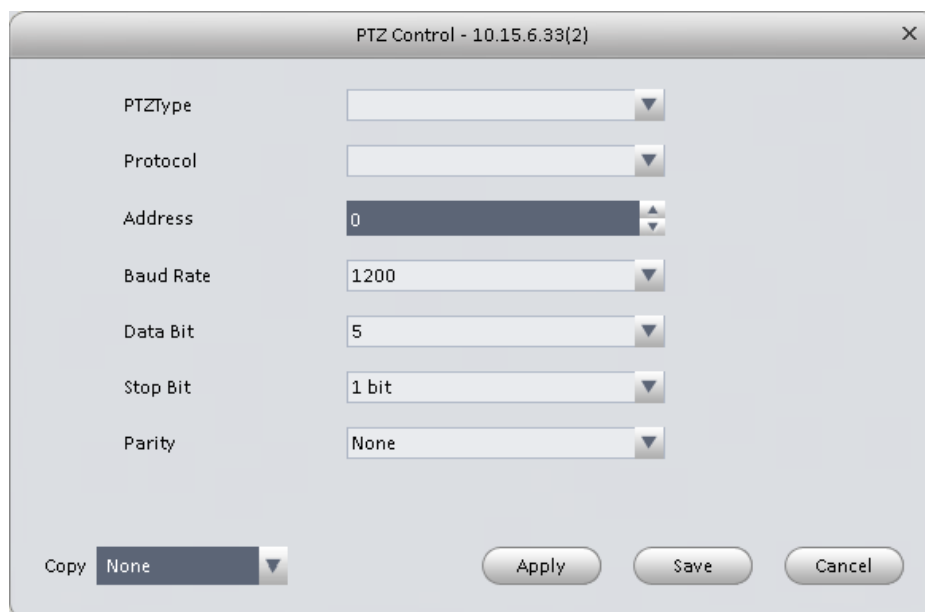 PTZ Control - 10.15.6.33(2)
PTZType
Protocol
Address 0
Baud Rate 1200
Data Bit 5
Stop Bit 1 bit
Parity None
Copy None Apply Save Cancel